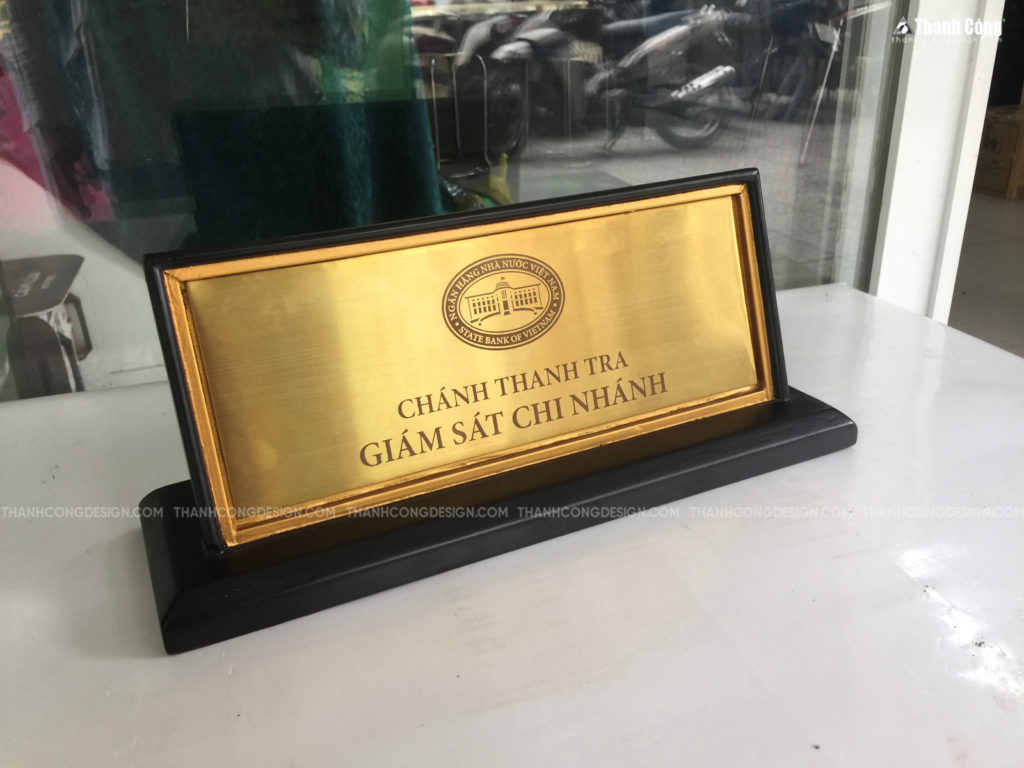 Thanh Công
NGÂN HÀNG NHÀ NƯỚC VIỆT NAM
STATE BANK OF VIETNAM
CHÁNH THANH TRA
GIÁM SÁT CHI NHÁNH
THANHCONGDESIGN.COM THANHCONGDESIGN.COM THANHCONGDESIGN.COM THANHCONGDESIGN.COM THANHCONGDESIGN.COM THANHCONGDESIGN.COM